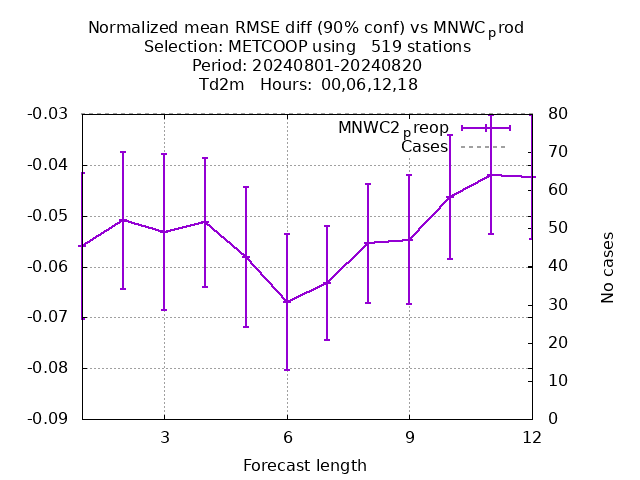 Normalized mean RMSE diff (90% conf) vs MNWC_prod
Selection: METCOOP using   519 stations
Period: 20240801-20240820
Td2m   Hours:  00,06,12,18
MNWC2_preop
Cases
-0.03
-0.04
-0.05
-0.06
-0.07
-0.08
-0.09
80
70
60
50
40
30
20
10
0
No cases
3 6 9 12
Forecast length